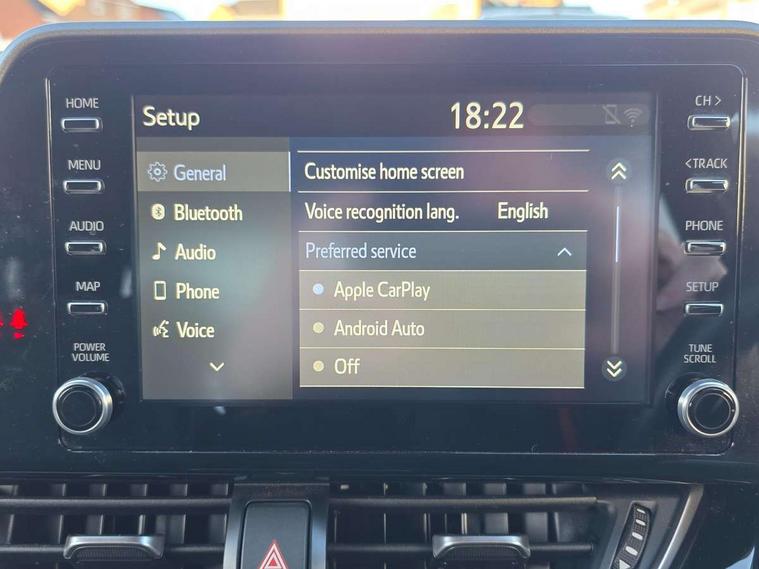 HOME
MENU
AUDIO
MAP
POWER
VOLUME
Setup 18:22
General
Bluetooth
Audio
Phone
Voice
Customise home screen
Voice recognition lang. English
Preferred service
Apple CarPlay
Android Auto
Off
CH >
< TRACK
PHONE
SETUP
TUNE
SCROLL